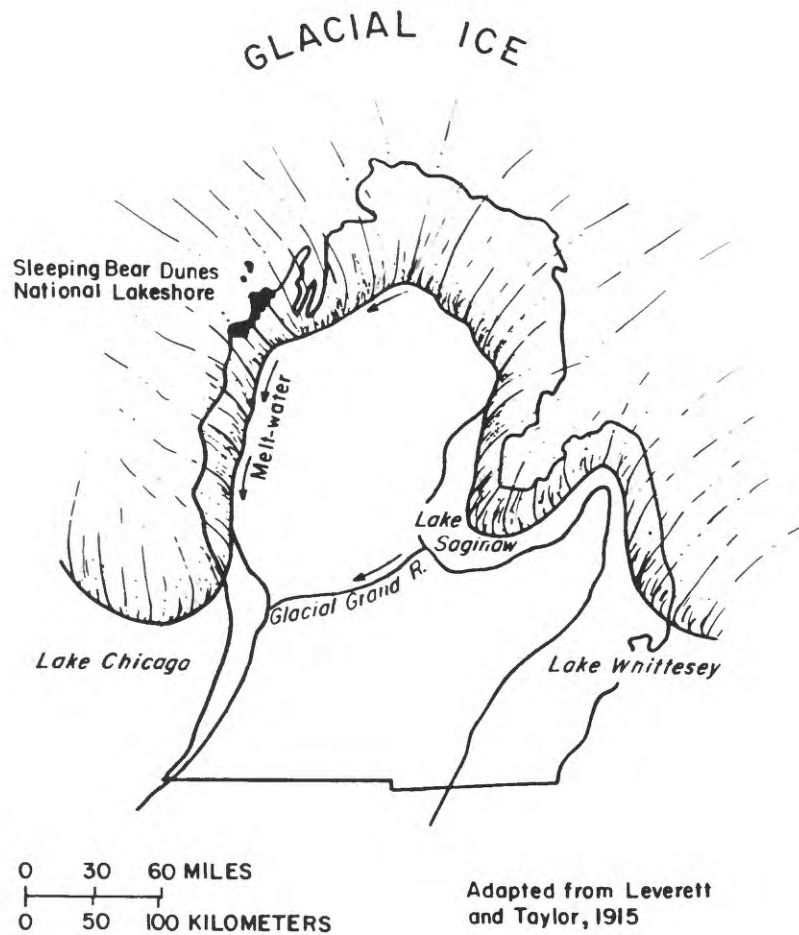 GLACIAL ICE
Sleeping Bear Dunes
National Lakeshore
Melt-water
Lake
Saginaw
Glacial Grand R.
Lake Chicago
Lake Whittesey
0 30 60 MILES
0 50 100 KILOMETERS
Adapted from Leverett
and Taylor, 1915